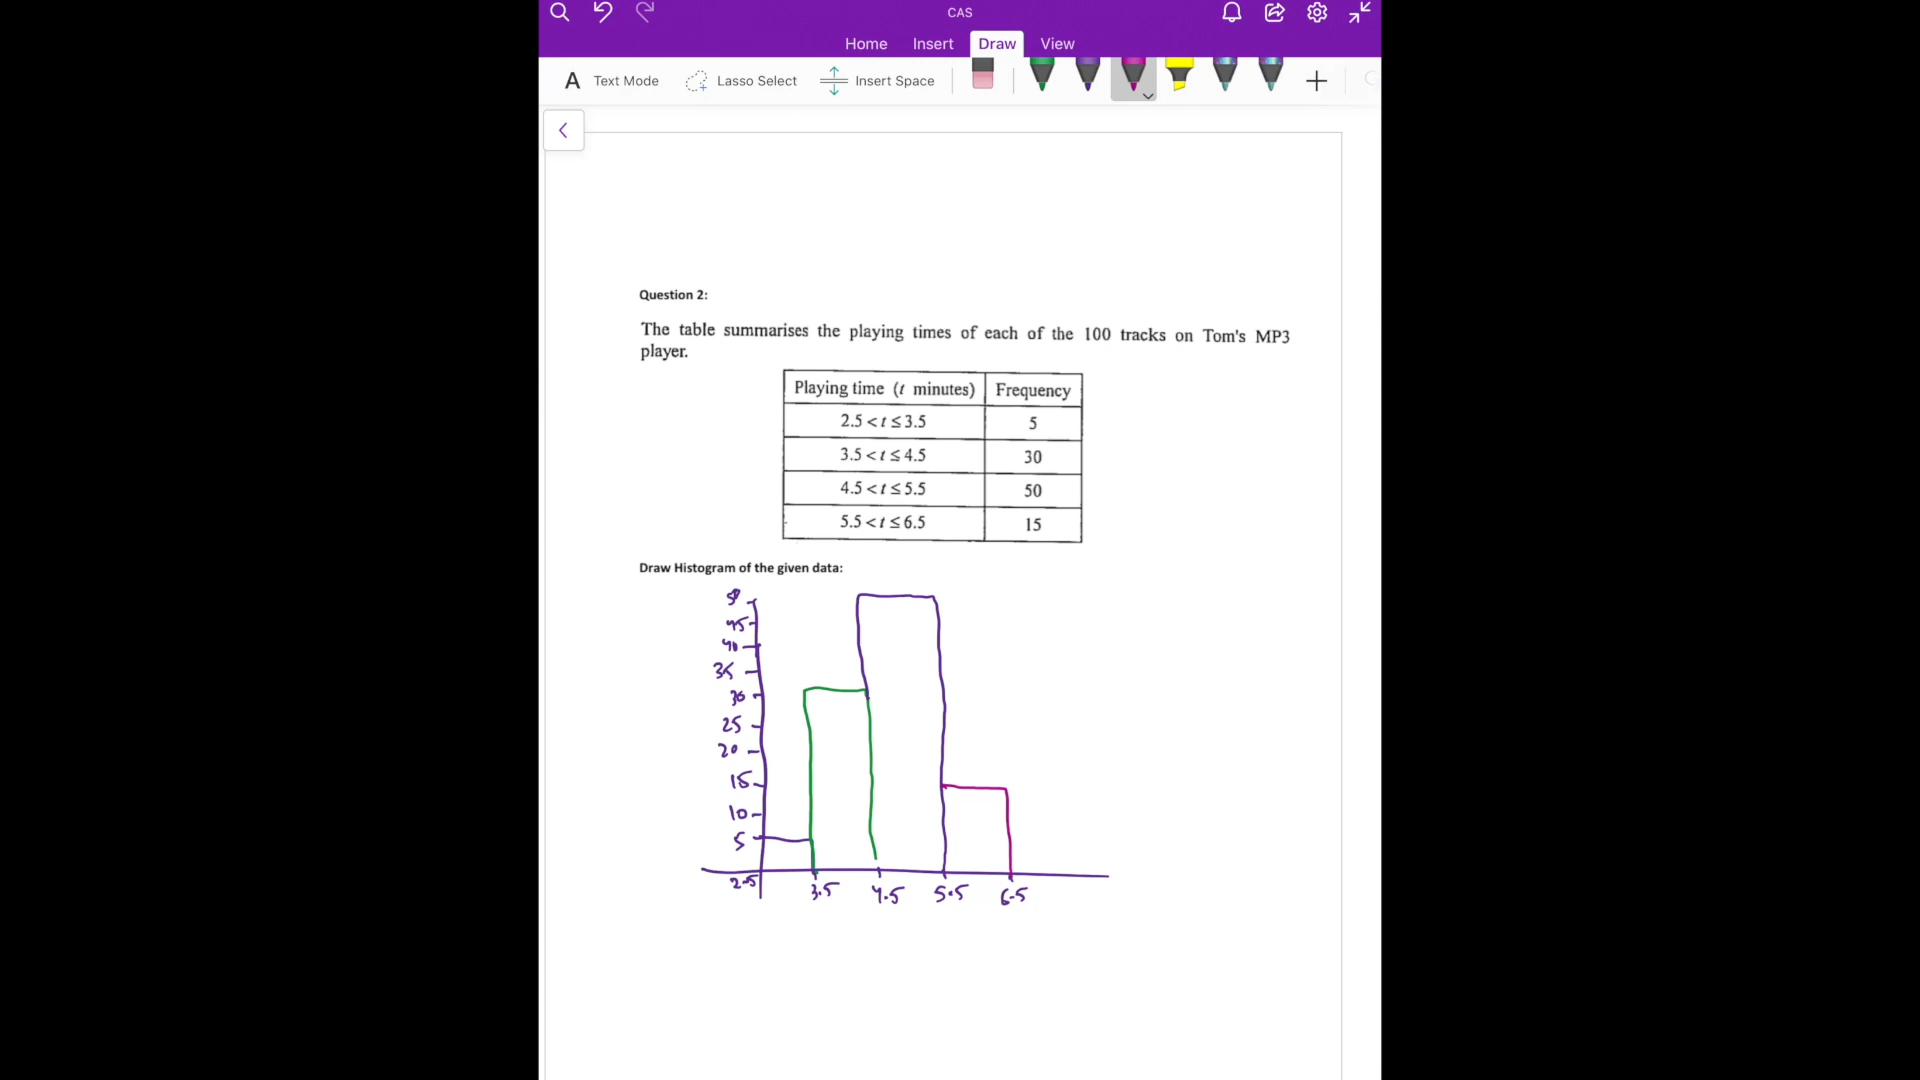 CAS
Home Insert Draw View
A Text Mode Lasso Select Insert Space
Question 2:
The table summarises the playing times of each of the 100 tracks on Tom's MP3
player.
Playing time (t minutes) Frequency
2.5 < t ≤ 3.5 5
3.5 < t ≤ 4.5 30
4.5 < t ≤ 5.5 50
5.5 < t ≤ 6.5 15
Draw Histogram of the given data:
50
45
40
35
30
25
20
15
10
5
2.5 3.5 4.5 5.5 6.5